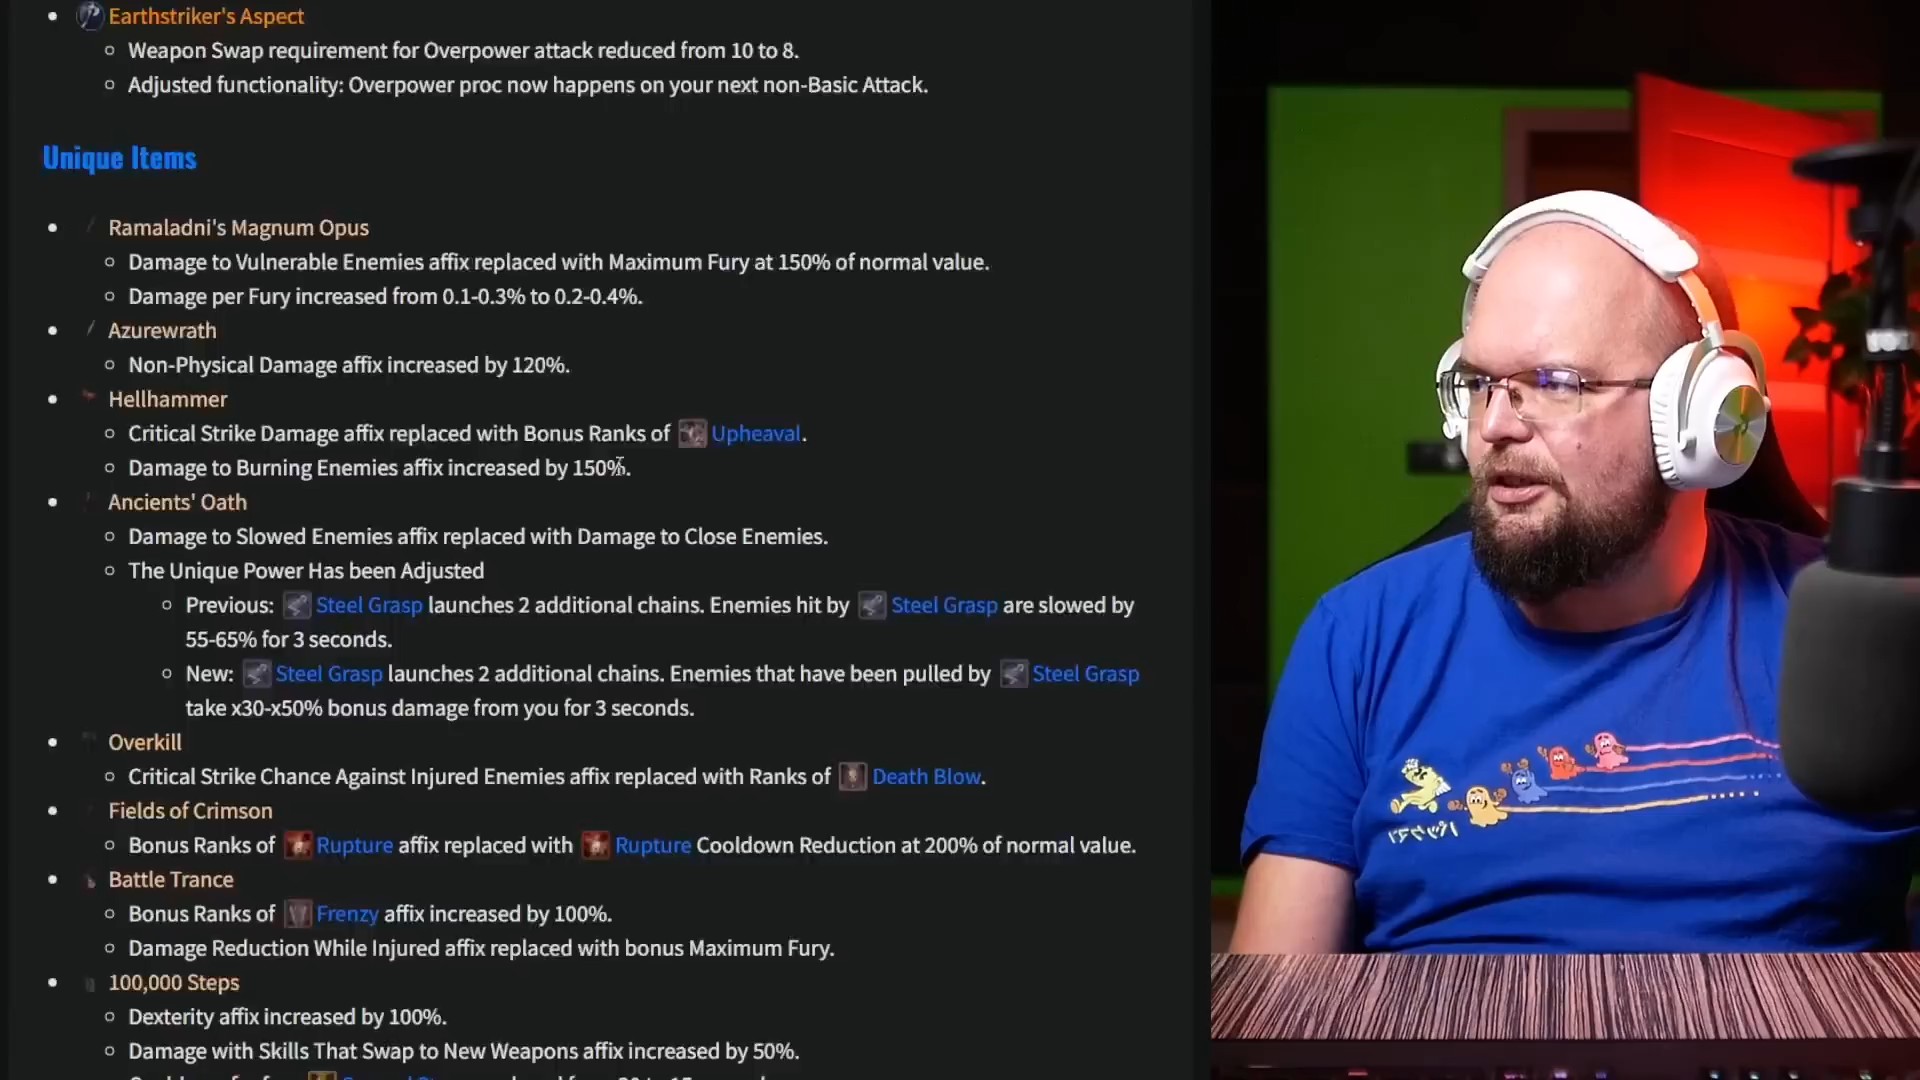 Earthstriker's Aspect
Weapon Swap requirement for Overpower attack reduced from 10 to 8.
Adjusted functionality: Overpower proc now happens on your next non-Basic Attack.
Unique Items
Ramaladni's Magnum Opus
Damage to Vulnerable Enemies affix replaced with Maximum Fury at 150% of normal value.
Damage per Fury increased from 0.1-0.3% to 0.2-0.4%.
Azurewrath
Non-Physical Damage affix increased by 120%.
Hellhammer
Critical Strike Damage affix replaced with Bonus Ranks of Upheaval.
Damage to Burning Enemies affix increased by 150%.
Ancients' Oath
Damage to Slowed Enemies affix replaced with Damage to Close Enemies.
The Unique Power Has been Adjusted
Previous: Steel Grasp launches 2 additional chains. Enemies hit by Steel Grasp are slowed by
55-65% for 3 seconds.
New: Steel Grasp launches 2 additional chains. Enemies that have been pulled by Steel Grasp
take x30-x50% bonus damage from you for 3 seconds.
Overkill
Critical Strike Chance Against Injured Enemies affix replaced with Ranks of Death Blow.
Fields of Crimson
Bonus Ranks of Rupture affix replaced with Rupture Cooldown Reduction at 200% of normal value.
Battle Trance
Bonus Ranks of Frenzy affix increased by 100%.
Damage Reduction While Injured affix replaced with bonus Maximum Fury.
100,000 Steps
Dexterity affix increased by 100%.
Damage with Skills That Swap to New Weapons affix increased by 50%.